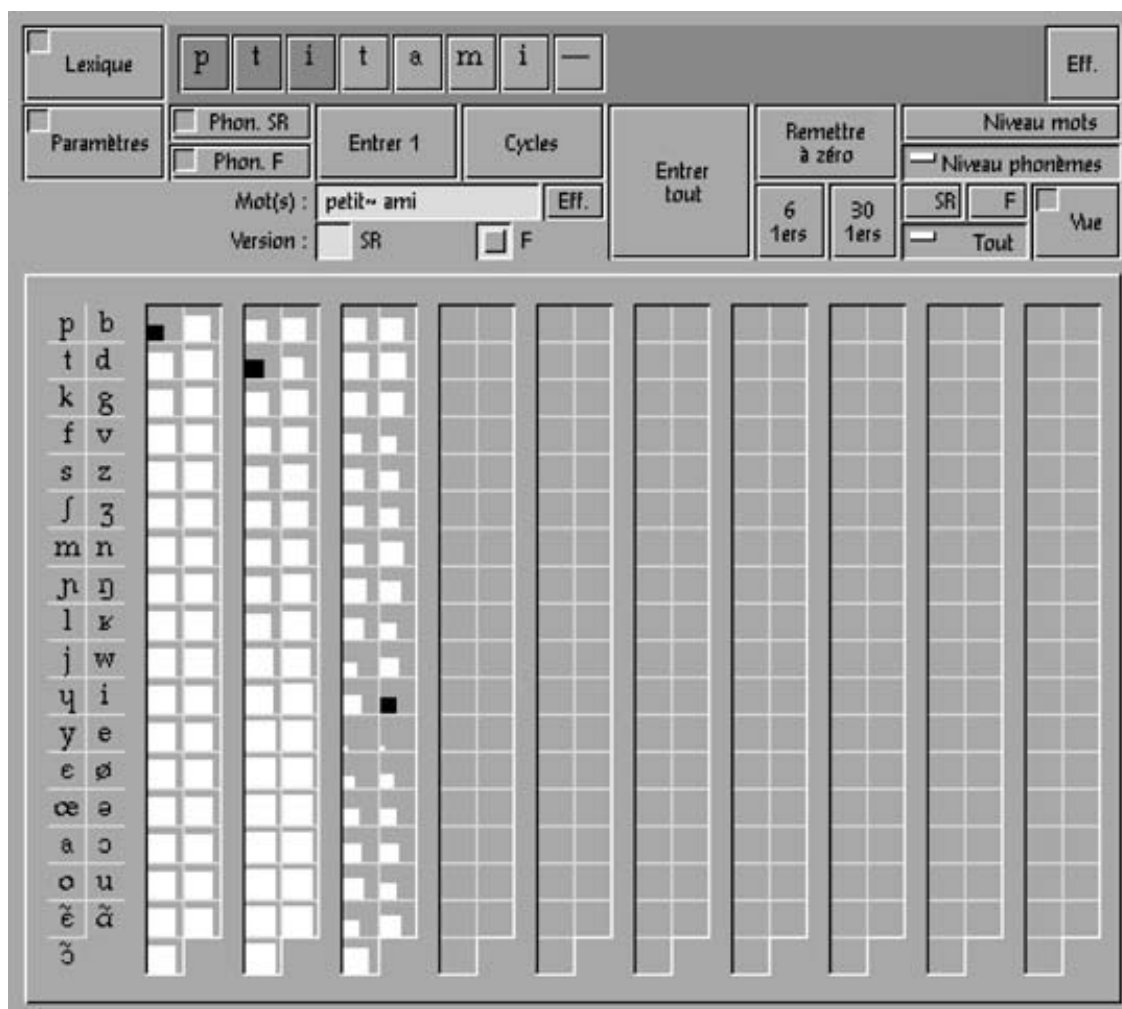 Lexique p t i t a m i — Eff.
Paramètres Phon. SR Entrer 1 Cycles Entrer tout Remettre à zéro Niveau mots
Phon. F Niveau phonèmes
Mot(s) : petit~ ami Eff. 6 1ers 30 1ers SR F Vue
Version : SR F Tout
p b
t d
k g
f v
s z
ʃ ʒ
m n
ɲ ŋ
l ʁ
j w
ɥ i
y e
ɛ ø
œ ə
a ɔ
o u
ɛ̃ ɑ̃
ɔ̃